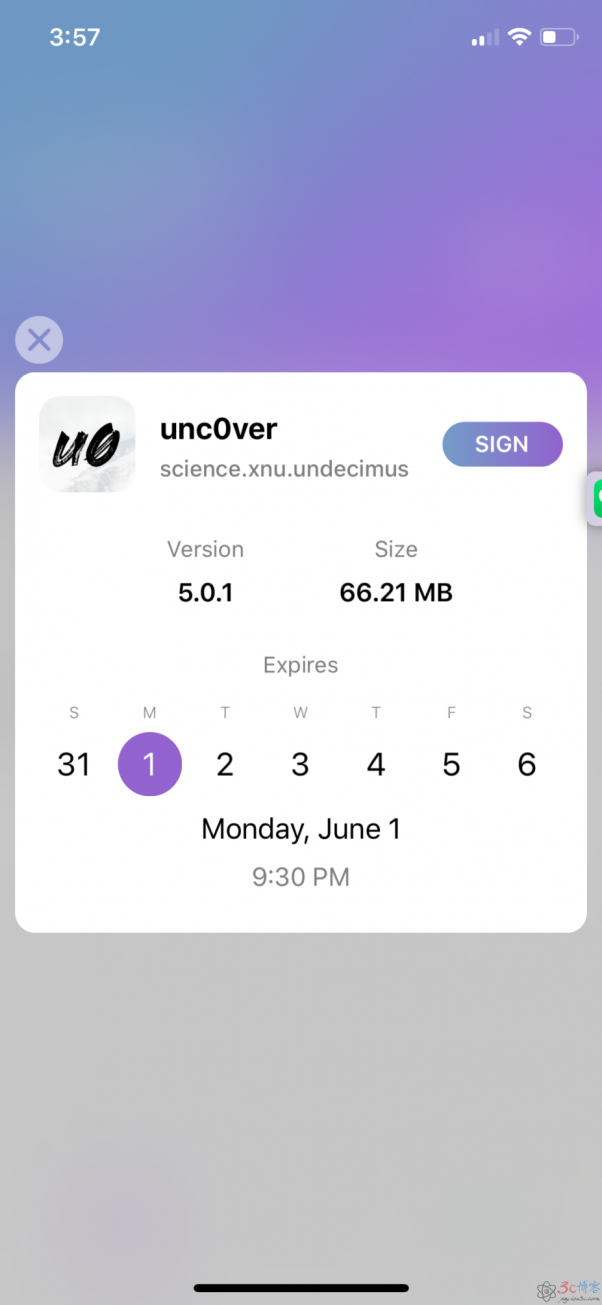 3:57
u0
unc0ver
science.xnu.undecimus
SIGN
Version
Size
5.0.1
66.21 MB
Expires
S M T W T F S
31 1 2 3 4 5 6
Monday, June 1
9:30 PM
3c博客